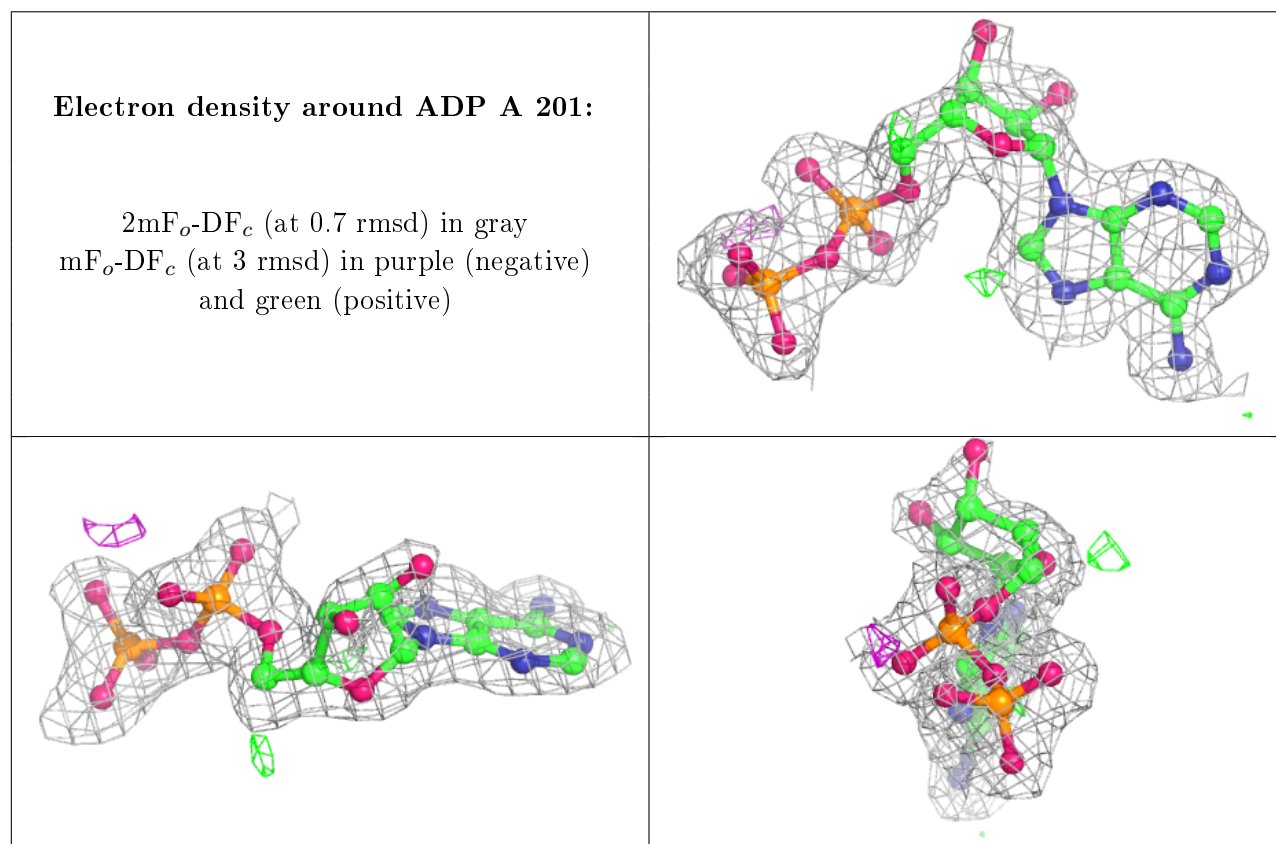 Electron density around ADP A 201:
2mFₒ-DF𝑐 (at 0.7 rmsd) in gray
mFₒ-DF𝑐 (at 3 rmsd) in purple (negative)
and green (positive)